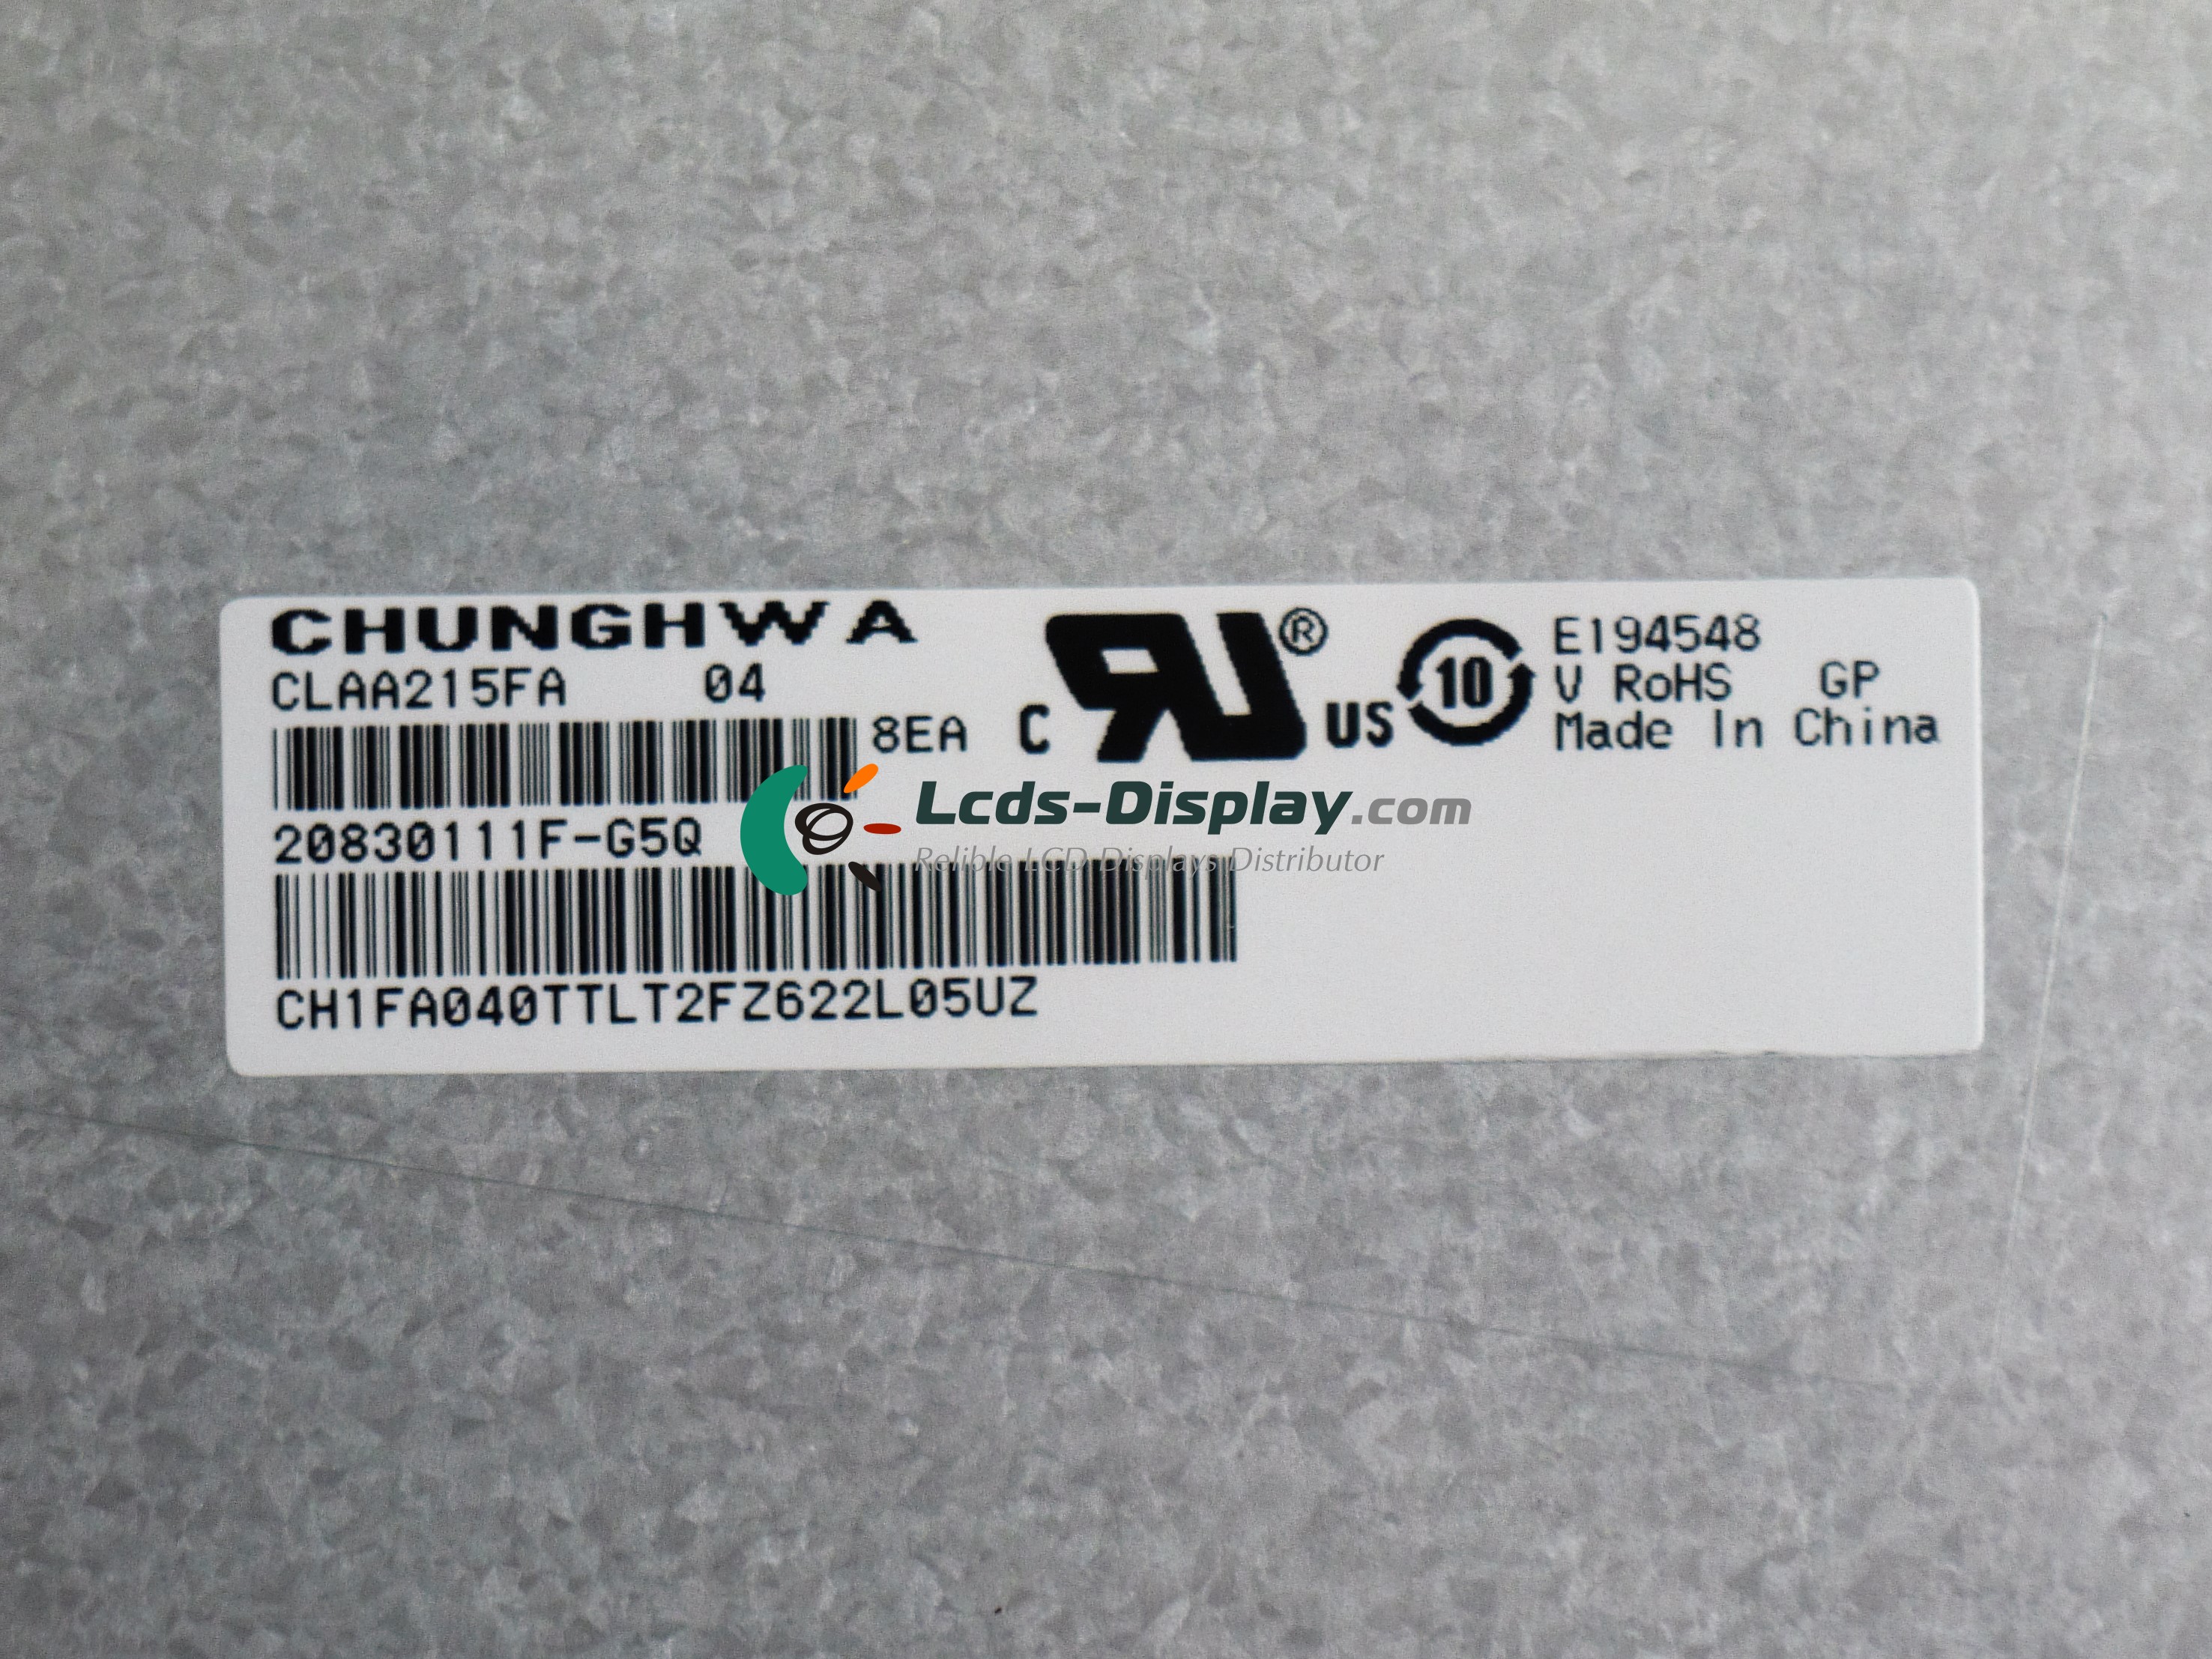 CHUNGHWA
CLAA215FA 04
8EA
20830111F-G5Q
CH1FA040TTLT2FZ622L05UZ
C RU® US
10
E194548
V RoHS GP
Made In China
Lcds-Display.com
Relible LCD Displays Distributor